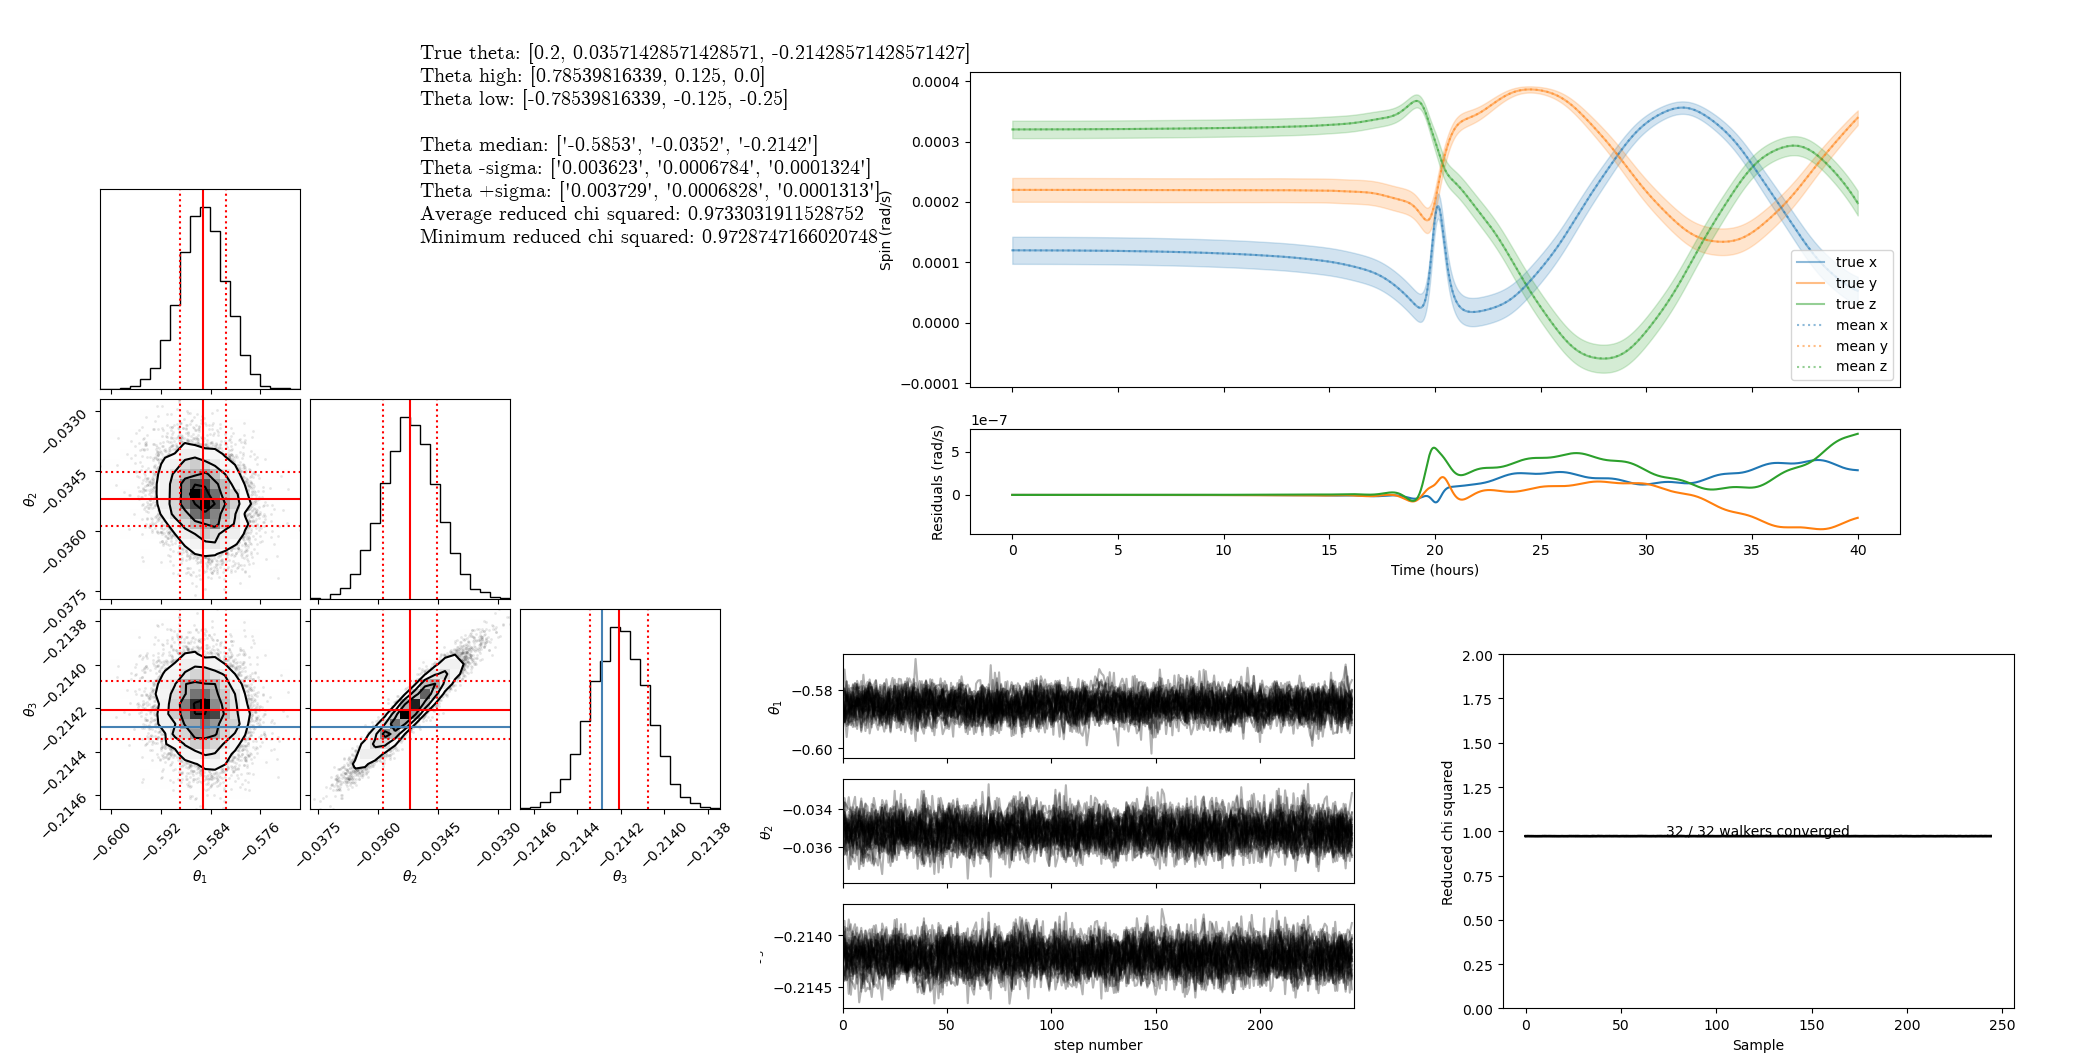 True theta: [0.2, 0.03571428571428571, -0.21428571428571427]
Theta high: [0.78539816339, 0.125, 0.0]
Theta low: [-0.78539816339, -0.125, -0.25]
Theta median: ['-0.5853', '-0.0352', '-0.2142']
Theta -sigma: ['0.003623', '0.0006784', '0.0001324']
Theta +sigma: ['0.003729', '0.0006828', '0.0001313']
Average reduced chi squared: 0.9733031911528752
Minimum reduced chi squared: 0.9728747166020748
Spin (rad/s)
0.0004
0.0003
0.0002
0.0001
0.0000
−0.0001
true x
true y
true z
mean x
mean y
mean z
1e−7
Residuals (rad/s)
5
0
0 5 10 15 20 25 30 35 40
Time (hours)
θ2
−0.0330
−0.0345
−0.0360
−0.0375
θ3
−0.2138
−0.2140
−0.2142
−0.2144
−0.2146
−0.600 −0.592 −0.584 −0.576
θ1
−0.0375 −0.0360 −0.0345 −0.0330
θ2
−0.2146 −0.2144 −0.2142 −0.2140 −0.2138
θ3
θ1
−0.58
−0.60
θ2
−0.034
−0.036
−0.2140
−0.2145
0 100 150 200
step number
Reduced chi squared
2.00
1.75
1.50
1.25
1.00
0.75
0.50
0.25
0.00
32 / 32 walkers converged
0 50 100 150 200 250
Sample